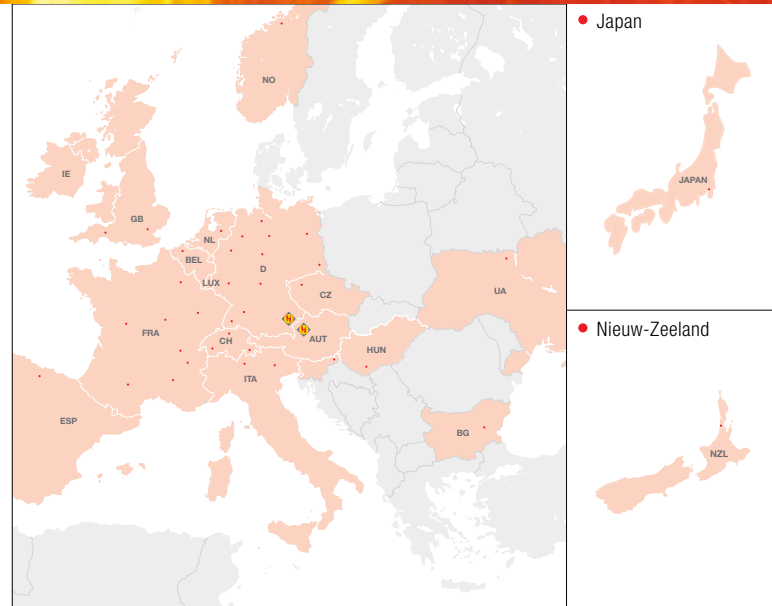 NO
IE
GB
NL
BEL
D
LUX
CZ
UA
FRA
CH
AUT
HUN
ITA
ESP
BG
Japan
JAPAN
Nieuw-Zeeland
NZL